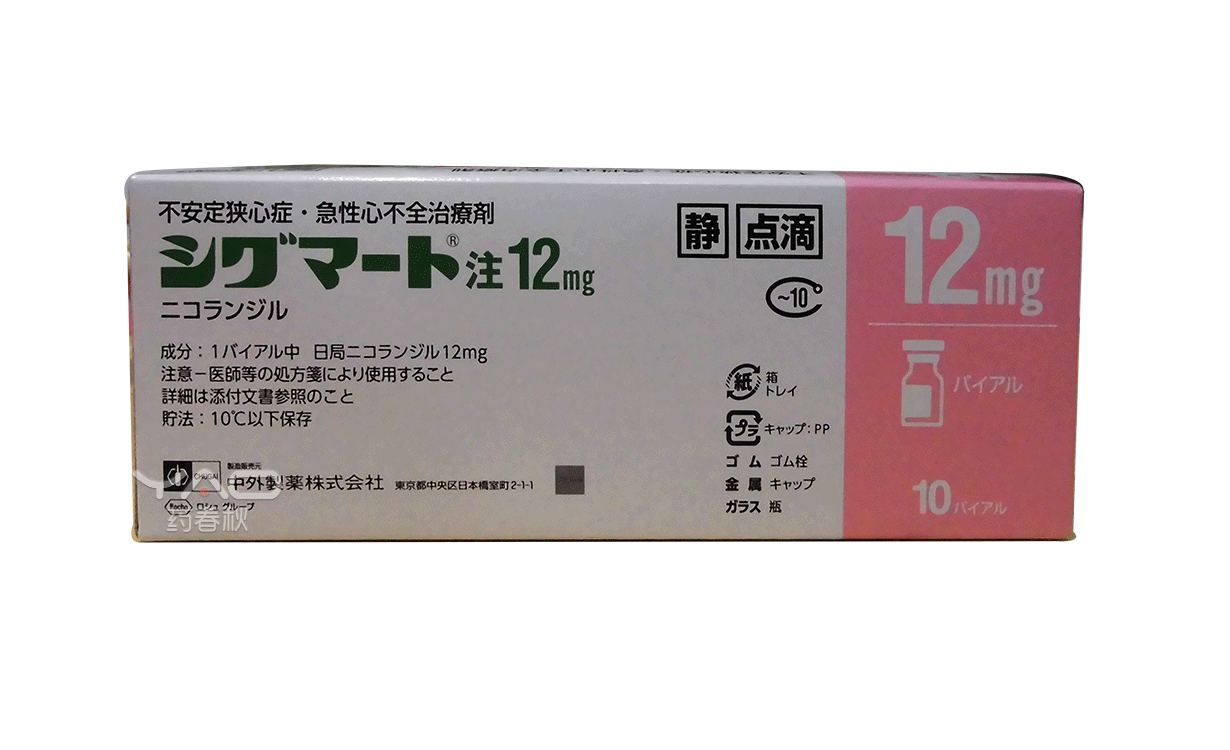 不安定狭心症・急性心不全治療剤
シグマート® 注12mg
ニコランジル
成分：1バイアル中 日局ニコランジル12mg
注意－医師等の処方箋により使用すること
詳細は添付文書参照のこと
貯法：10℃以下保存
CHUGAI
製造販売元
中外製薬株式会社 東京都中央区日本橋室町2-1-1
Roche ロシュ グループ
YAO
药春秋
静 点滴
~10
紙 箱
トレイ
プラ キャップ：PP
ゴム ゴム栓
金属 キャップ
ガラス 瓶
12mg
バイアル
10バイアル